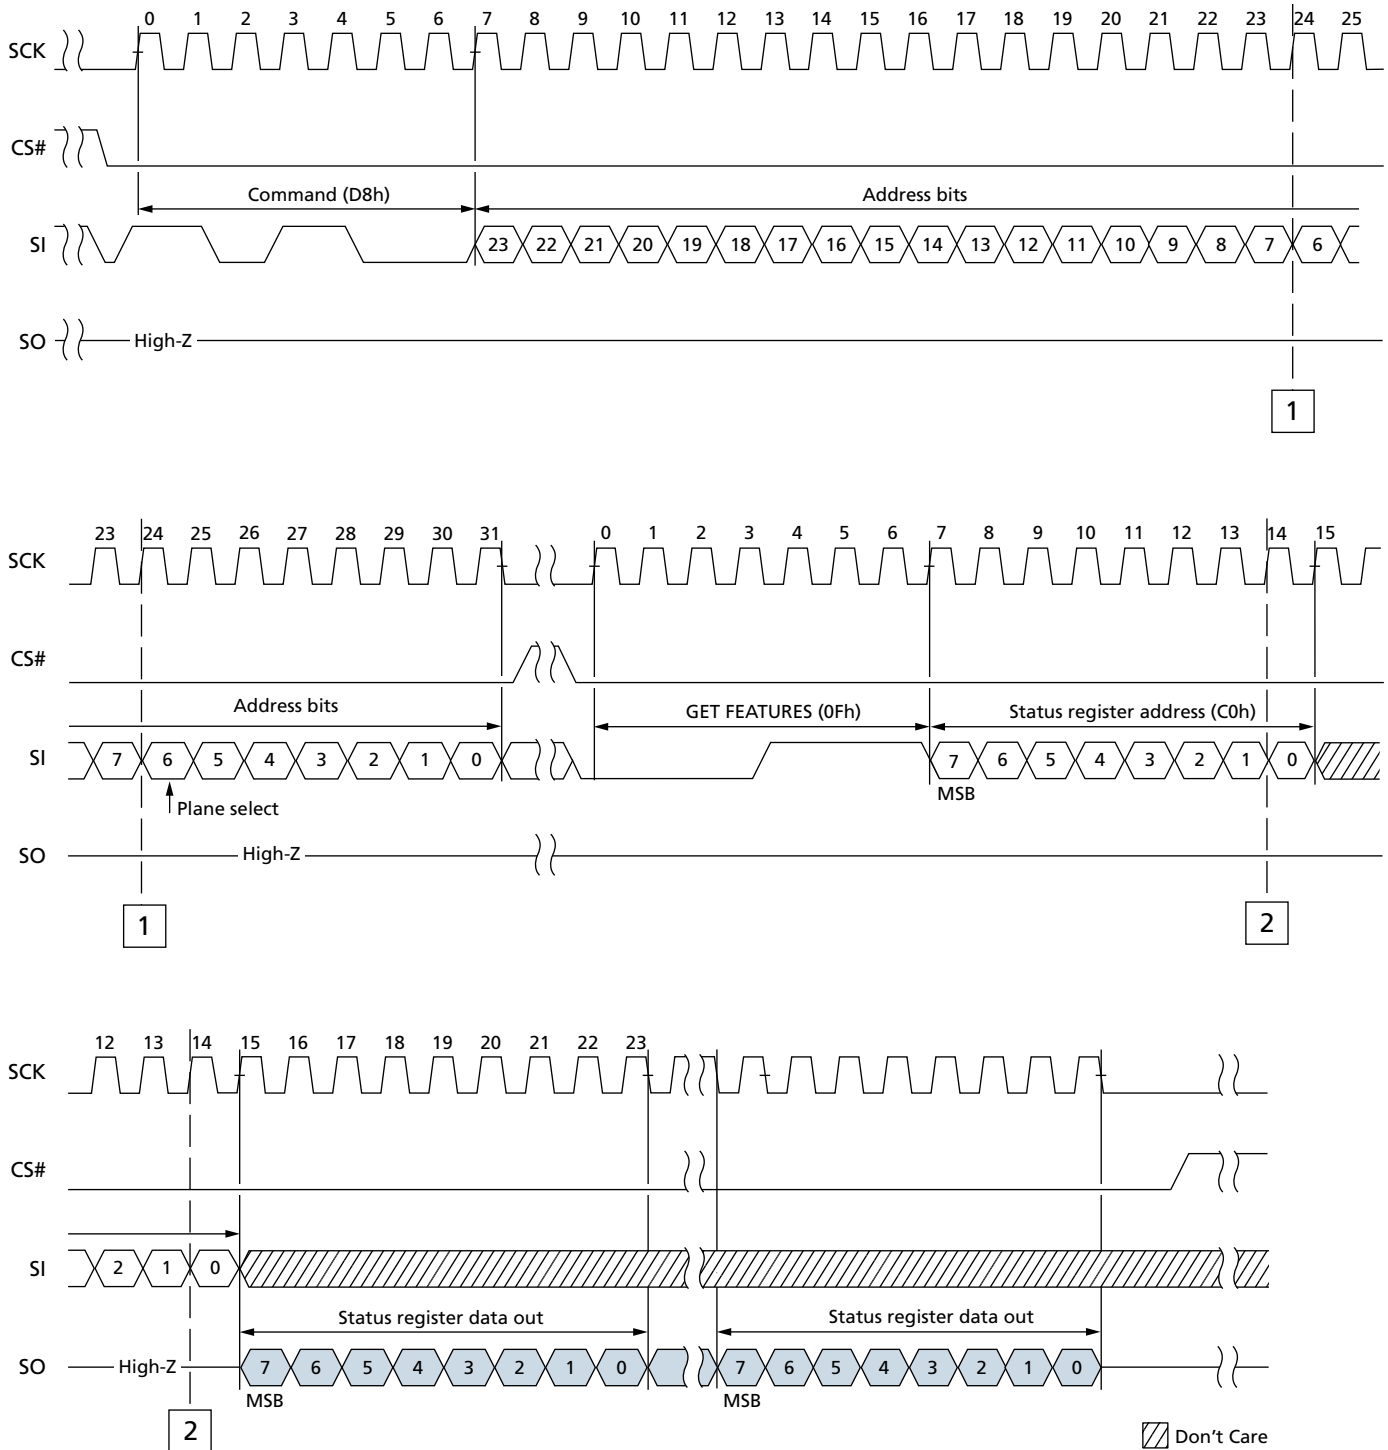 0 1 2 3 4 5 6 7 8 9 10 11 12 13 14 15 16 17 18 19 20 21 22 23 24 25
SCK
CS#
Command (D8h) Address bits
SI 23 22 21 20 19 18 17 16 15 14 13 12 11 10 9 8 7 6
SO High-Z
1
23 24 25 26 27 28 29 30 31 0 1 2 3 4 5 6 7 8 9 10 11 12 13 14 15
SCK
CS#
Address bits GET FEATURES (0Fh) Status register address (C0h)
SI 7 6 5 4 3 2 1 0 7 6 5 4 3 2 1 0
MSB
Plane select
SO High-Z
1 2
12 13 14 15 16 17 18 19 20 21 22 23
SCK
CS#
SI 2 1 0
Status register data out Status register data out
SO High-Z 7 6 5 4 3 2 1 0 7 6 5 4 3 2 1 0
MSB MSB
2
Don't Care